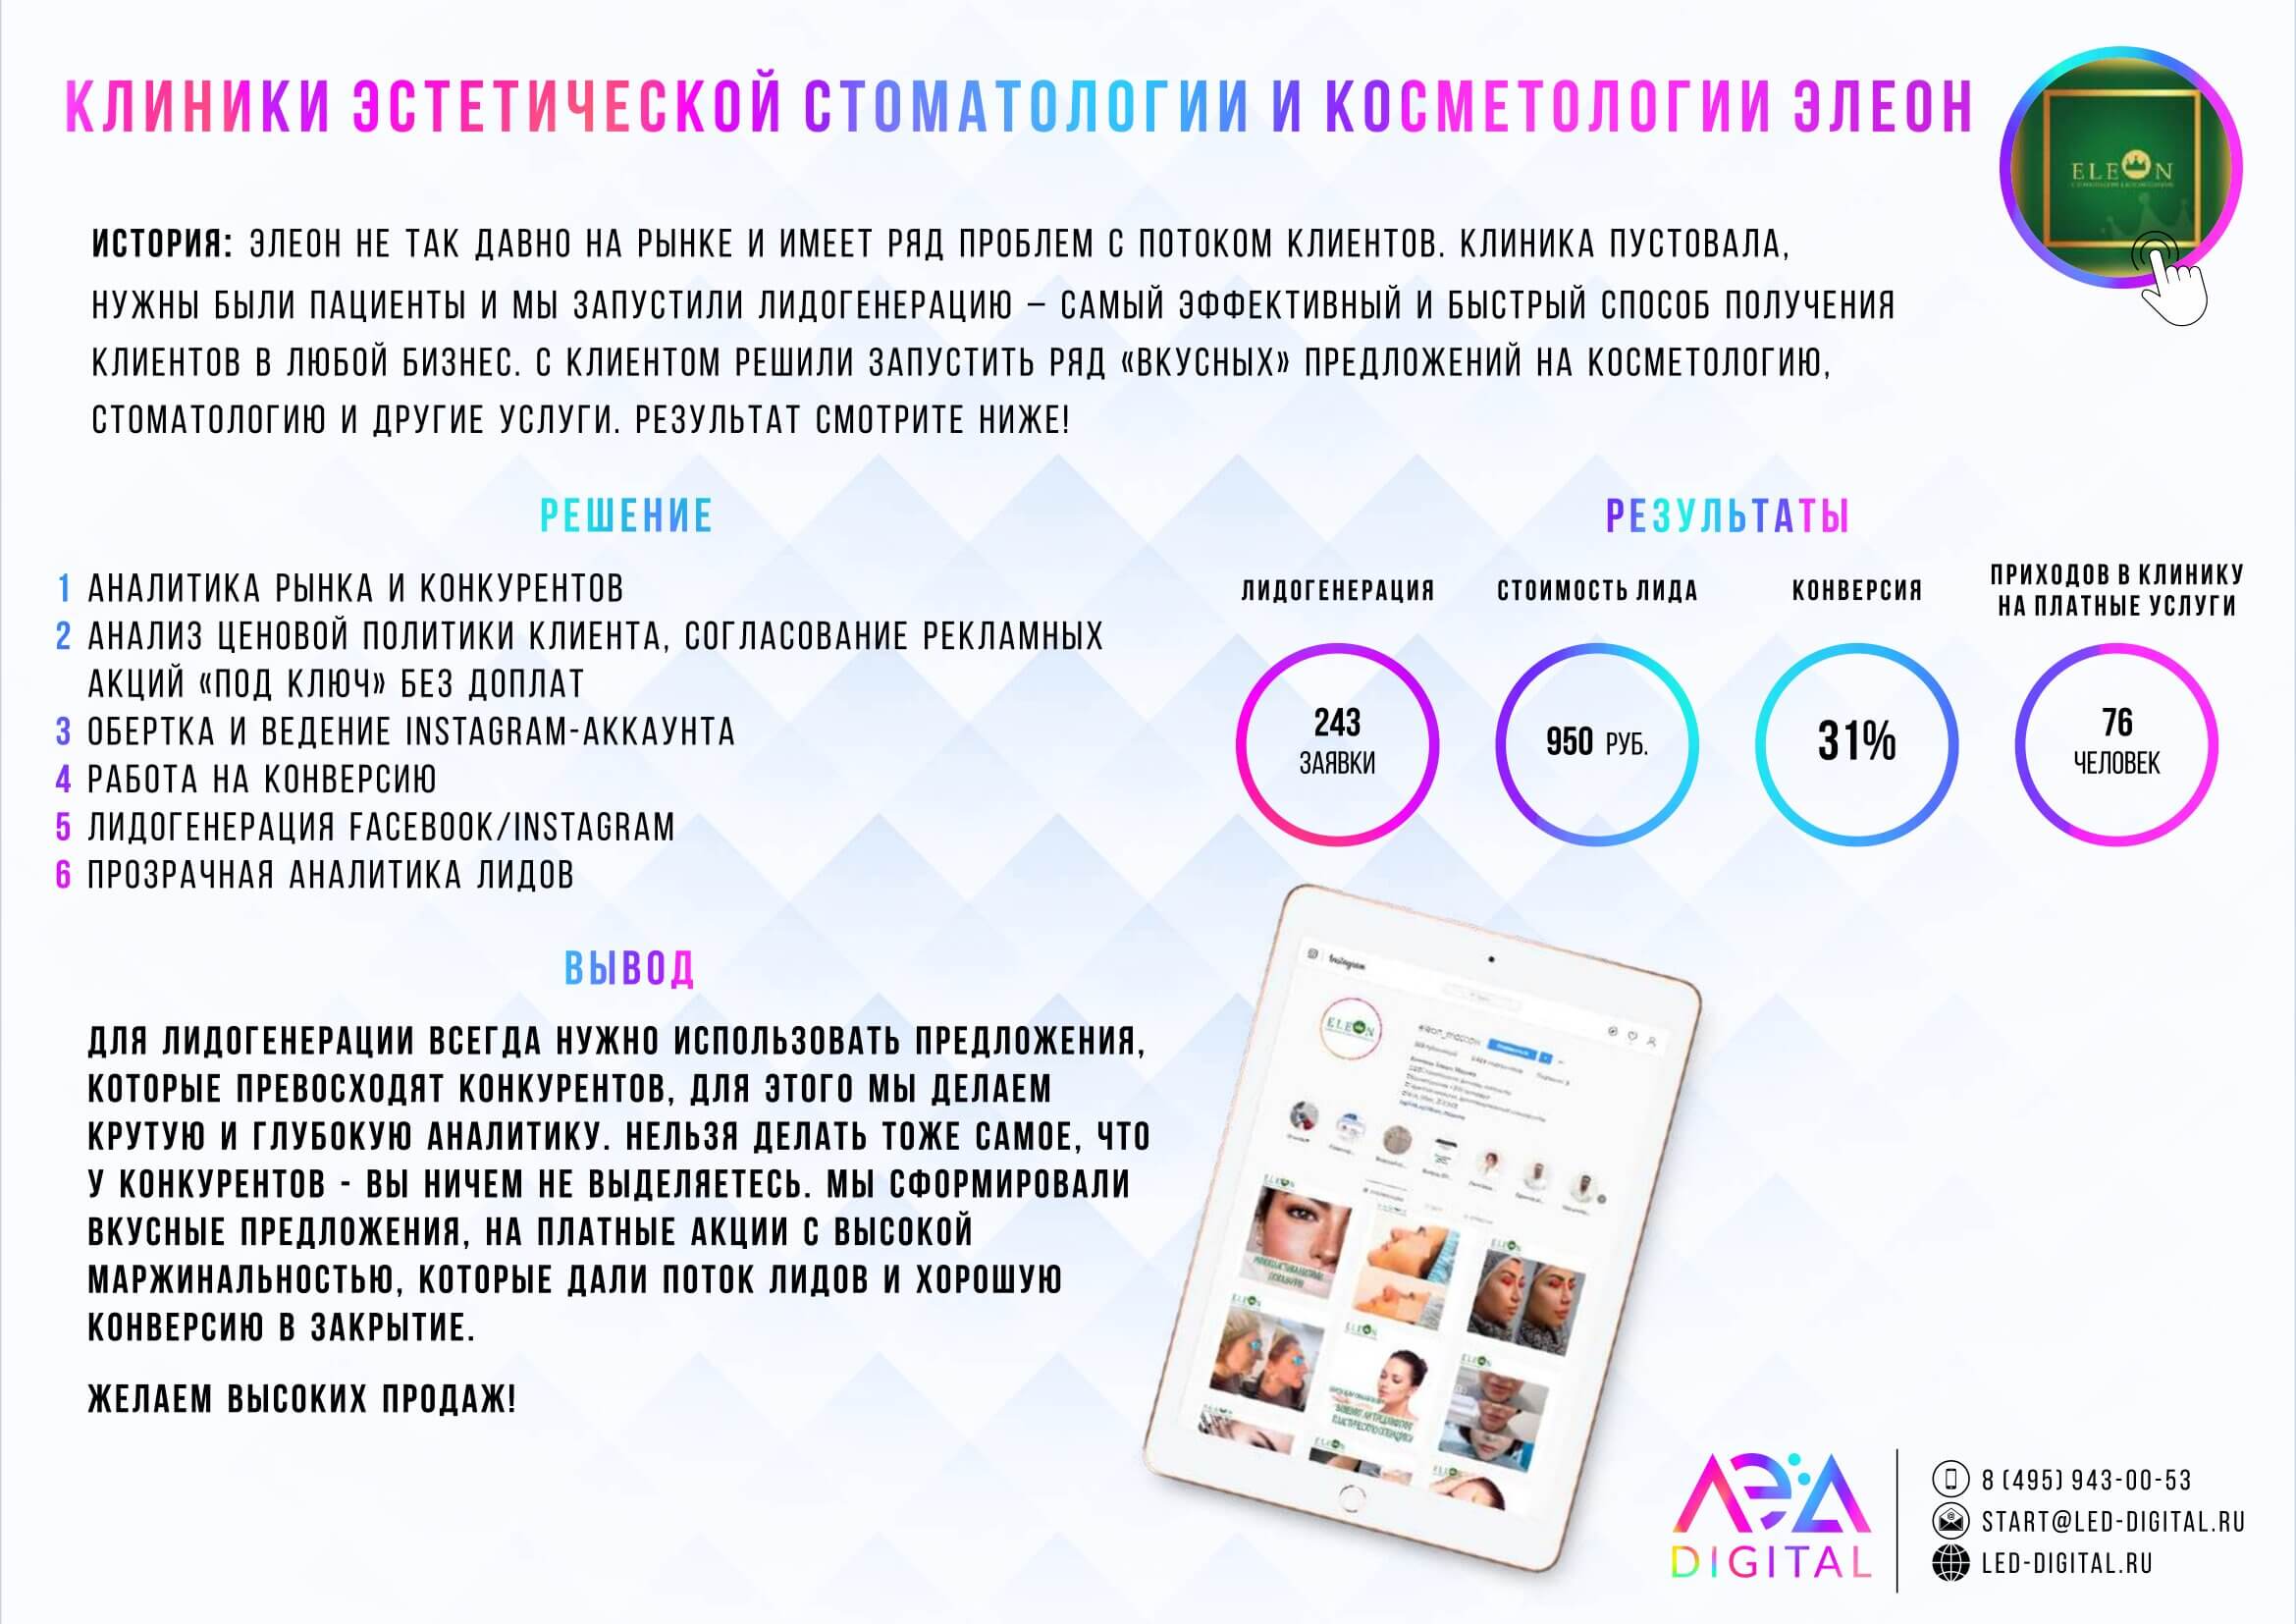 КЛИНИКИ ЭСТЕТИЧЕСКОЙ СТОМАТОЛОГИИ И КОСМЕТОЛОГИИ ЭЛЕОН
ELEON
ИСТОРИЯ: ЭЛЕОН НЕ ТАК ДАВНО НА РЫНКЕ И ИМЕЕТ РЯД ПРОБЛЕМ С ПОТОКОМ КЛИЕНТОВ. КЛИНИКА ПУСТОВАЛА,
НУЖНЫ БЫЛИ ПАЦИЕНТЫ И МЫ ЗАПУСТИЛИ ЛИДОГЕНЕРАЦИЮ – САМЫЙ ЭФФЕКТИВНЫЙ И БЫСТРЫЙ СПОСОБ ПОЛУЧЕНИЯ
КЛИЕНТОВ В ЛЮБОЙ БИЗНЕС. С КЛИЕНТОМ РЕШИЛИ ЗАПУСТИТЬ РЯД «ВКУСНЫХ» ПРЕДЛОЖЕНИЙ НА КОСМЕТОЛОГИЮ,
СТОМАТОЛОГИЮ И ДРУГИЕ УСЛУГИ. РЕЗУЛЬТАТ СМОТРИТЕ НИЖЕ!
РЕШЕНИЕ
1 АНАЛИТИКА РЫНКА И КОНКУРЕНТОВ
2 АНАЛИЗ ЦЕНОВОЙ ПОЛИТИКИ КЛИЕНТА, СОГЛАСОВАНИЕ РЕКЛАМНЫХ
АКЦИЙ «ПОД КЛЮЧ» БЕЗ ДОПЛАТ
3 ОБЕРТКА И ВЕДЕНИЕ INSTAGRAM-АККАУНТА
4 РАБОТА НА КОНВЕРСИЮ
5 ЛИДОГЕНЕРАЦИЯ FACEBOOK/INSTAGRAM
6 ПРОЗРАЧНАЯ АНАЛИТИКА ЛИДОВ
РЕЗУЛЬТАТЫ
ЛИДОГЕНЕРАЦИЯ
243
ЗАЯВКИ
СТОИМОСТЬ ЛИДА
950 РУБ.
КОНВЕРСИЯ
31%
ПРИХОДОВ В КЛИНИКУ
НА ПЛАТНЫЕ УСЛУГИ
76
ЧЕЛОВЕК
ВЫВОД
ДЛЯ ЛИДОГЕНЕРАЦИИ ВСЕГДА НУЖНО ИСПОЛЬЗОВАТЬ ПРЕДЛОЖЕНИЯ,
КОТОРЫЕ ПРЕВОСХОДЯТ КОНКУРЕНТОВ, ДЛЯ ЭТОГО МЫ ДЕЛАЕМ
КРУТУЮ И ГЛУБОКУЮ АНАЛИТИКУ. НЕЛЬЗЯ ДЕЛАТЬ ТОЖЕ САМОЕ, ЧТО
У КОНКУРЕНТОВ - ВЫ НИЧЕМ НЕ ВЫДЕЛЯЕТЕСЬ. МЫ СФОРМИРОВАЛИ
ВКУСНЫЕ ПРЕДЛОЖЕНИЯ, НА ПЛАТНЫЕ АКЦИИ С ВЫСОКОЙ
МАРЖИНАЛЬНОСТЬЮ, КОТОРЫЕ ДАЛИ ПОТОК ЛИДОВ И ХОРОШУЮ
КОНВЕРСИЮ В ЗАКРЫТИЕ.
ЖЕЛАЕМ ВЫСОКИХ ПРОДАЖ!
Instagram
ELEON
ELEON
ELEON
ELEON
ELEON
ELEON
ELEON
ЛЭД
DIGITAL
8 (495) 943-00-53
START@LED-DIGITAL.RU
LED-DIGITAL.RU